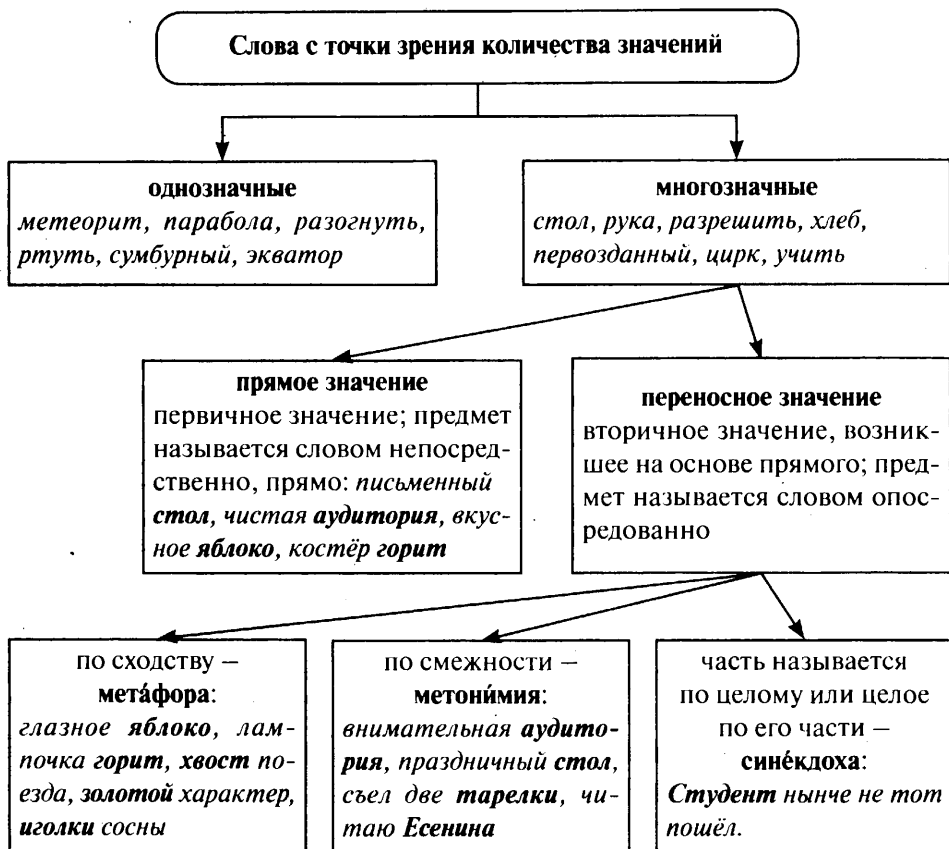 Слова с точки зрения количества значений
однозначные
метеорит, парабола, разогнуть,
ртуть, сумбурный, экватор
многозначные
стол, рука, разрешить, хлеб,
первозданный, цирк, учить
прямое значение
первичное значение; предмет
называется словом непосред-
ственно, прямо: письменный
стол, чистая аудитория, вкус-
ное яблоко, костёр горит
переносное значение
вторичное значение, возник-
шее на основе прямого; пред-
мет называется словом опос-
редованно
по сходству –
мета́фора:
глазное яблоко, лам-
почка горит, хвост по-
езда, золотой характер,
иголки сосны
по смежности –
метони́мия:
внимательная аудито-
рия, праздничный стол,
съел две тарелки, чи-
таю Есенина
часть называется
по целому или целое
по его части –
сине́кдоха:
Студент нынче не тот
пошёл.